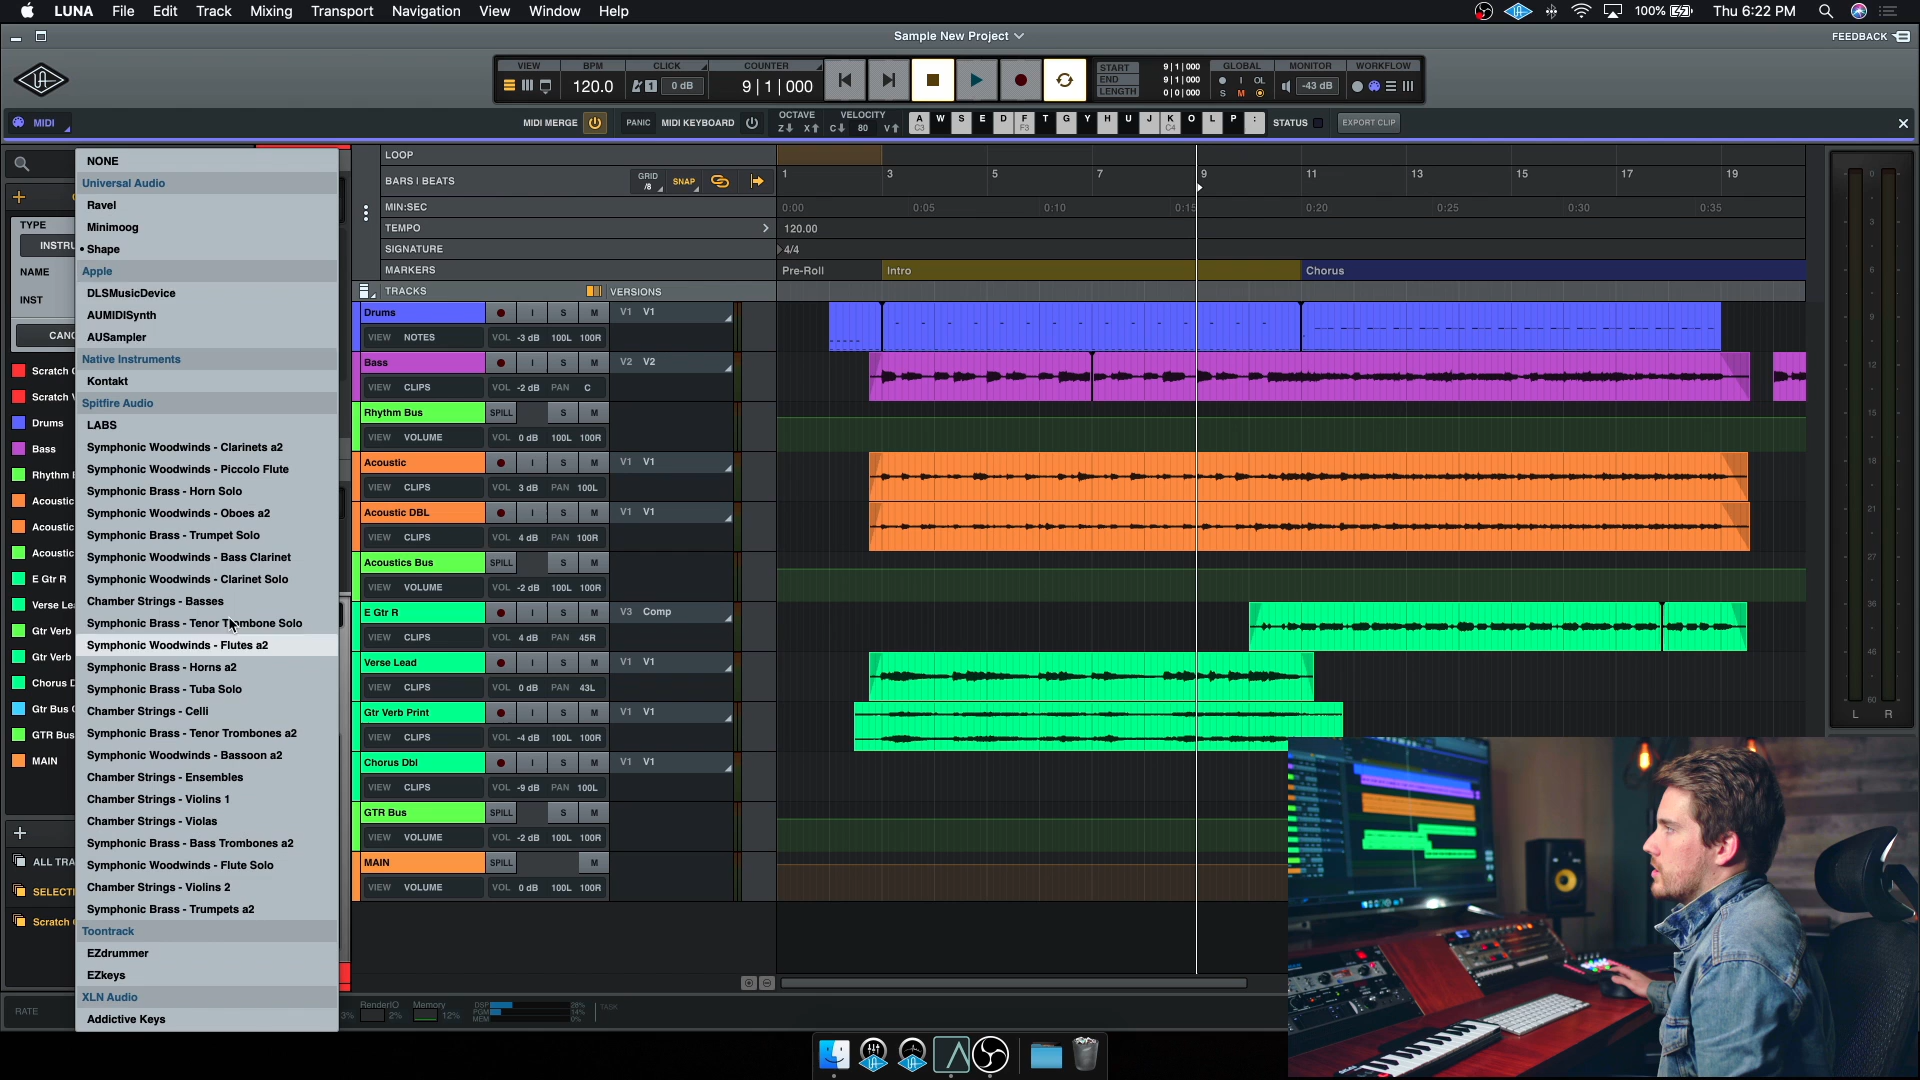 LUNA File Edit Track Mixing Transport Navigation View Window Help
100% Thu 6:22 PM
Sample New Project
FEEDBACK
VIEW BPM CLICK COUNTER
120.0 1 0 dB 9|1|000
START 9|1|000
END 9|1|000
LENGTH 0|0|000
GLOBAL MONITOR WORKFLOW
I OL
S M -43 dB
MIDI
MIDI MERGE PANIC MIDI KEYBOARD
OCTAVE VELOCITY
Z X C 80 V
A W S E D F T G Y H U J K O L P :
C3 F3 C4
STATUS EXPORT CLIP
NONE
Universal Audio
Ravel
Minimoog
Shape
Apple
DLSMusicDevice
AUMIDISynth
AUSampler
Native Instruments
Kontakt
Spitfire Audio
LABS
Symphonic Woodwinds - Clarinets a2
Symphonic Woodwinds - Piccolo Flute
Symphonic Brass - Horn Solo
Symphonic Woodwinds - Oboes a2
Symphonic Brass - Trumpet Solo
Symphonic Woodwinds - Bass Clarinet
Symphonic Woodwinds - Clarinet Solo
Chamber Strings - Basses
Symphonic Brass - Tenor Trombone Solo
Symphonic Woodwinds - Flutes a2
Symphonic Brass - Horns a2
Symphonic Brass - Tuba Solo
Chamber Strings - Celli
Symphonic Brass - Tenor Trombones a2
Symphonic Woodwinds - Bassoon a2
Chamber Strings - Ensembles
Chamber Strings - Violins 1
Chamber Strings - Violas
Symphonic Brass - Bass Trombones a2
Symphonic Woodwinds - Flute Solo
Chamber Strings - Violins 2
Symphonic Brass - Trumpets a2
Toontrack
EZdrummer
EZkeys
XLN Audio
Addictive Keys
TYPE
INSTRU
NAME
INST
CANC
Scratch
Scratch
Drums
Bass
Rhythm
Acoustic
Acoustic
Acoustic
E Gtr R
Verse Le
Gtr Verb
Gtr Verb
Chorus D
Gtr Bus
GTR Bus
MAIN
ALL TRA
SELECTI
Scratch
RATE
LOOP
BARS | BEATS GRID /8 SNAP 1 3 5 7 9 11 13 15 17 19
MIN:SEC 0:00 0:05 0:10 0:15 0:20 0:25 0:30 0:35
TEMPO 120.00
SIGNATURE 4/4
MARKERS Pre-Roll Intro Chorus
TRACKS VERSIONS
Drums I S M V1 V1
VIEW NOTES VOL -3 dB 100L 100R
Bass I S M V2 V2
VIEW CLIPS VOL -2 dB PAN C
Rhythm Bus SPILL S M
VIEW VOLUME VOL 0 dB 100L 100R
Acoustic I S M V1 V1
VIEW CLIPS VOL 3 dB PAN 100L
Acoustic DBL I S M V1 V1
VIEW CLIPS VOL 4 dB PAN 100R
Acoustics Bus SPILL S M
VIEW VOLUME VOL -2 dB 100L 100R
E Gtr R I S M V3 Comp
VIEW CLIPS VOL 4 dB PAN 45R
Verse Lead I S M V1 V1
VIEW CLIPS VOL 0 dB PAN 43L
Gtr Verb Print I S M V1 V1
VIEW CLIPS VOL -4 dB 100L 100R
Chorus Dbl I S M V1 V1
VIEW CLIPS VOL -9 dB PAN 100L
GTR Bus SPILL S M
VIEW VOLUME VOL -2 dB 100L 100R
MAIN SPILL M
VIEW VOLUME VOL 0 dB 100L 100R
3% RenderIO 2% Memory 12%
DSP 28%
PGM 14%
MEM 0%
TASK
0
3
6
9
12
15
18
21
27
36
46
60
L R